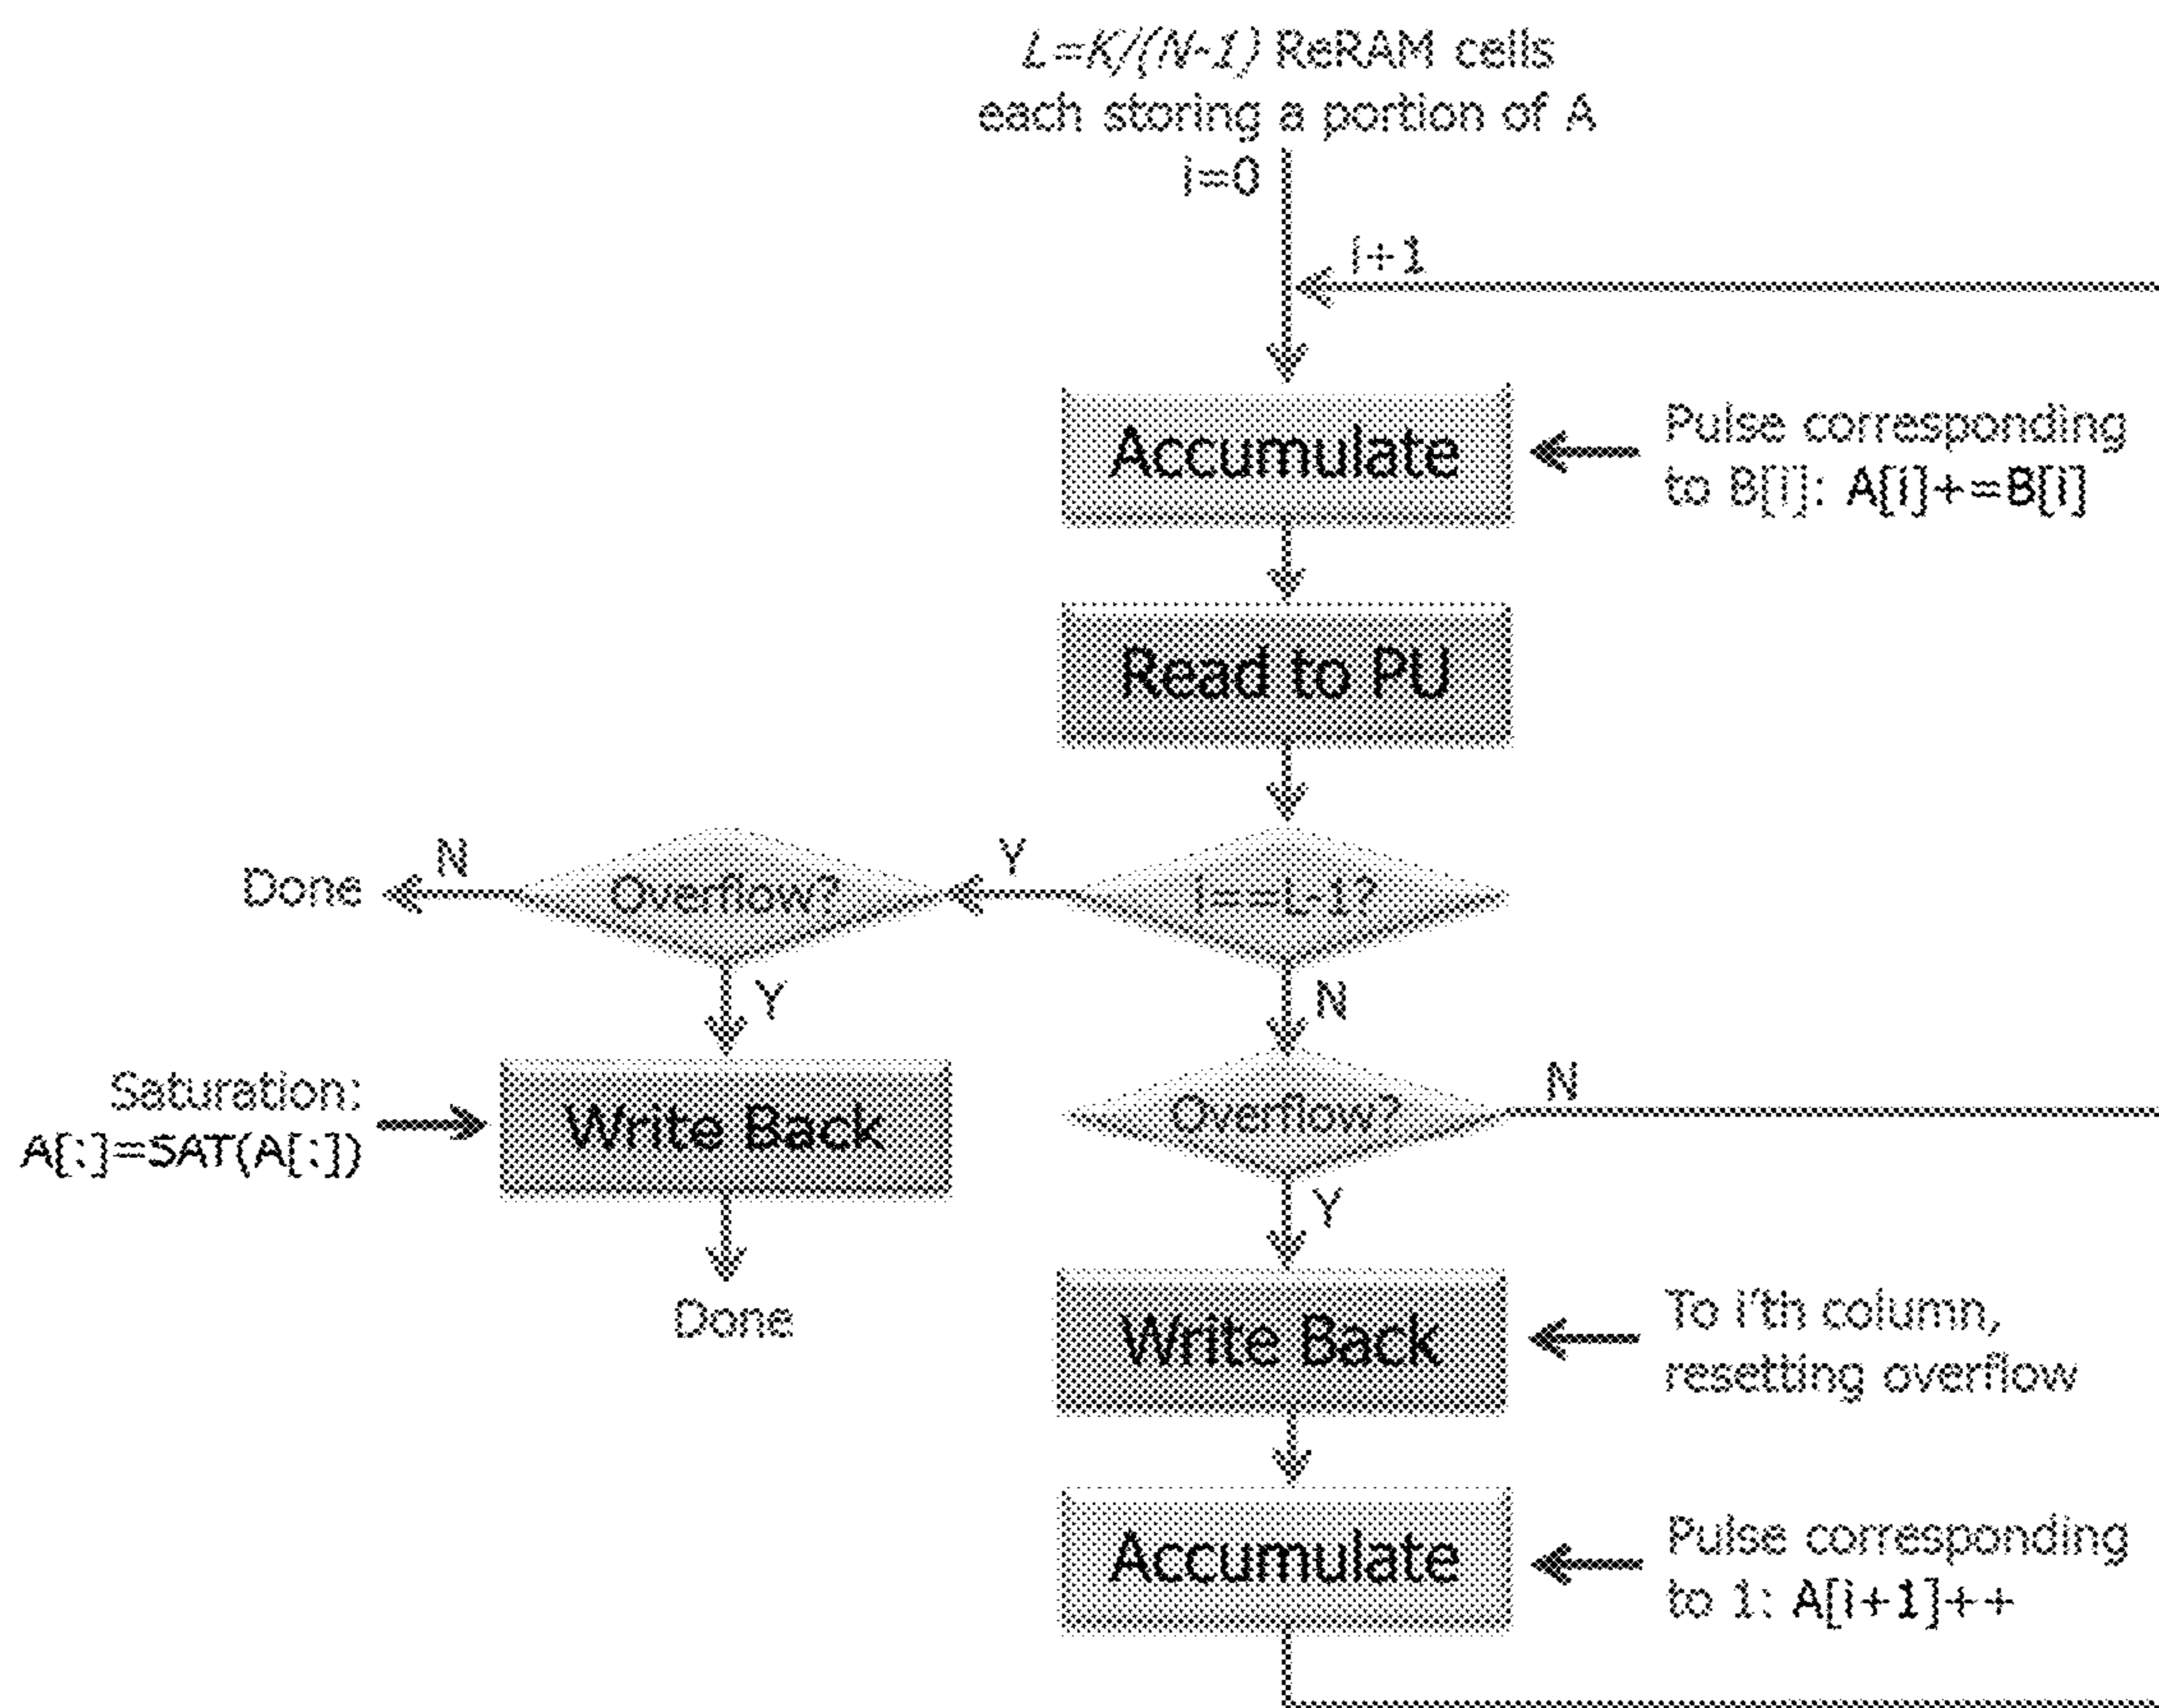 L=K/(N-1) ReRAM cells
each storing a portion of A
i=0
i+1
Accumulate
Pulse corresponding
to B[i]: A[i]+=B[i]
Read to PU
Done
N
Overflow?
Y
i==L-1?
Y
N
Saturation:
A[:]=SAT(A[:])
Write Back
Overflow?
N
Y
Done
Write Back
To i'th column,
resetting overflow
Accumulate
Pulse corresponding
to 1: A[i+1]++